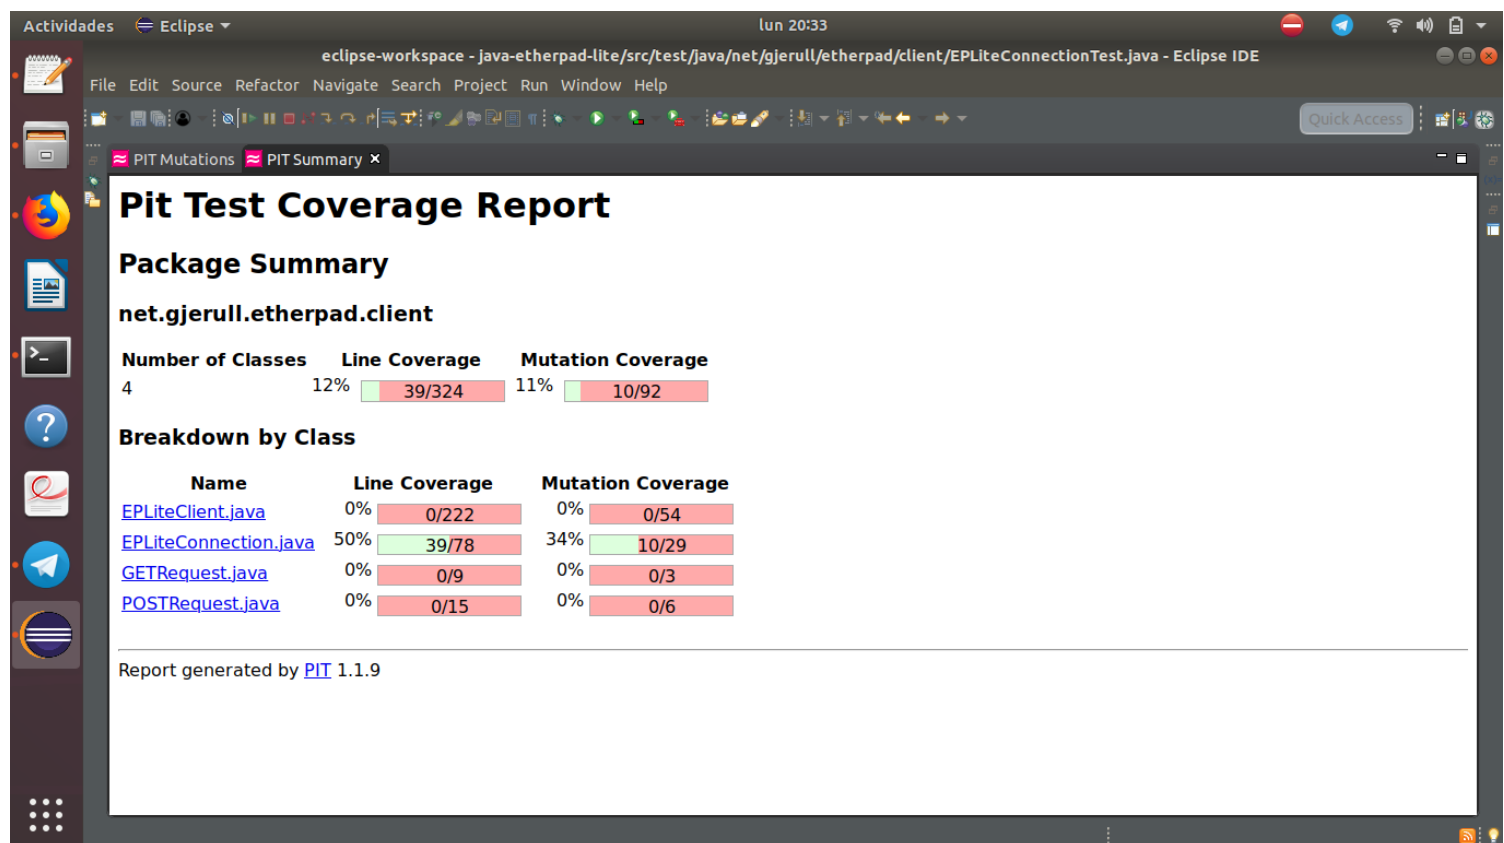 Actividades Eclipse lun 20:33
eclipse-workspace - java-etherpad-lite/src/test/java/net/gjerull/etherpad/client/EPLiteConnectionTest.java - Eclipse IDE
File Edit Source Refactor Navigate Search Project Run Window Help
Quick Access
PIT Mutations PIT Summary
Pit Test Coverage Report
Package Summary
net.gjerull.etherpad.client
Number of Classes Line Coverage Mutation Coverage
4 12% 39/324 11% 10/92
Breakdown by Class
Name Line Coverage Mutation Coverage
EPLiteClient.java 0% 0/222 0% 0/54
EPLiteConnection.java 50% 39/78 34% 10/29
GETRequest.java 0% 0/9 0% 0/3
POSTRequest.java 0% 0/15 0% 0/6
Report generated by PIT 1.1.9